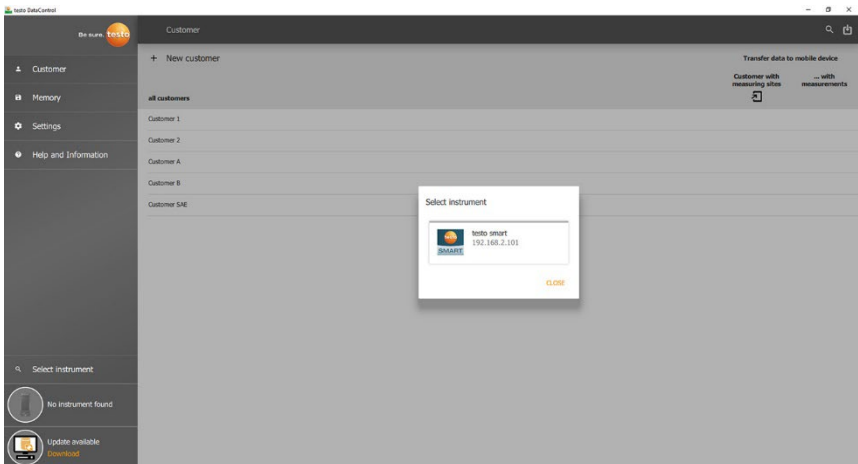 testo DataControl
Be sure. testo
Customer
Customer
Memory
Settings
Help and Information
+ New customer
Transfer data to mobile device
Customer with
measuring sites
... with
measurements
all customers
Customer 1
Customer 2
Customer A
Customer B
Customer SAE
Select instrument
testo smart
192.168.2.101
SMART
CLOSE
Select instrument
No instrument found
Update available
Download